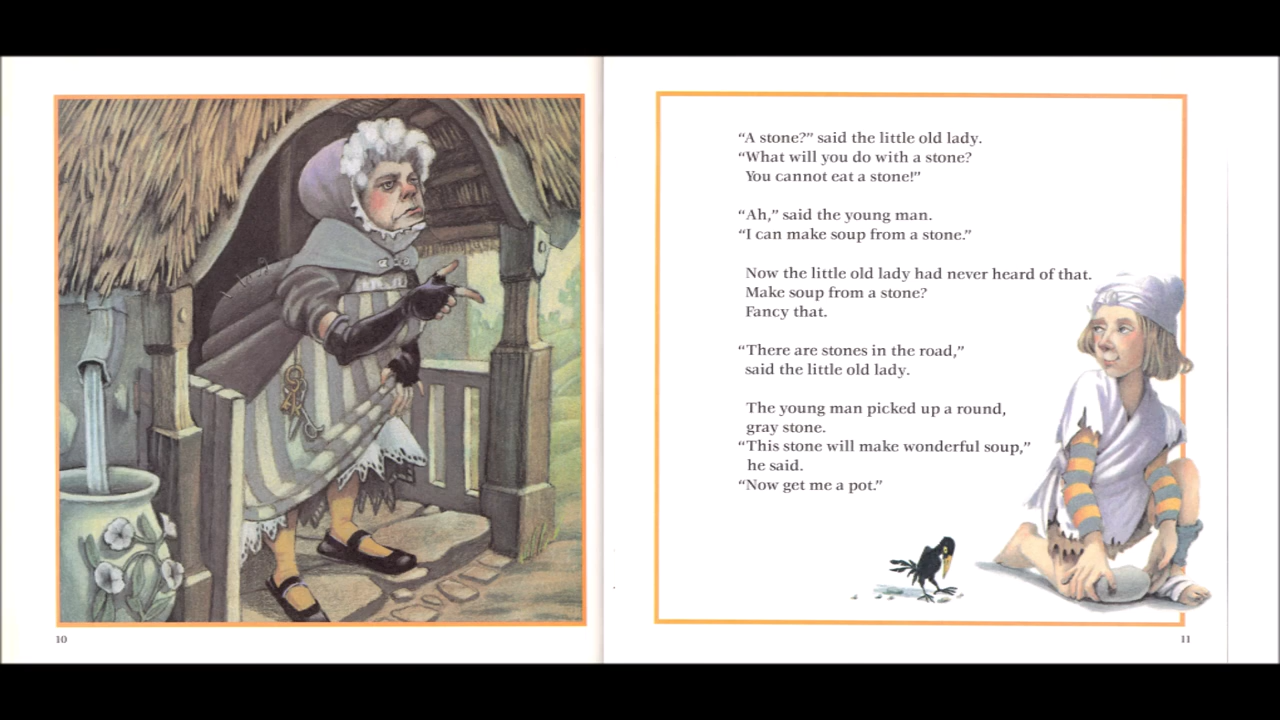 “A stone?” said the little old lady.
“What will you do with a stone?
You cannot eat a stone!”
“Ah,” said the young man.
“I can make soup from a stone.”
Now the little old lady had never heard of that.
Make soup from a stone?
Fancy that.
“There are stones in the road,”
said the little old lady.
The young man picked up a round,
gray stone.
“This stone will make wonderful soup,”
he said.
“Now get me a pot.”
10
11